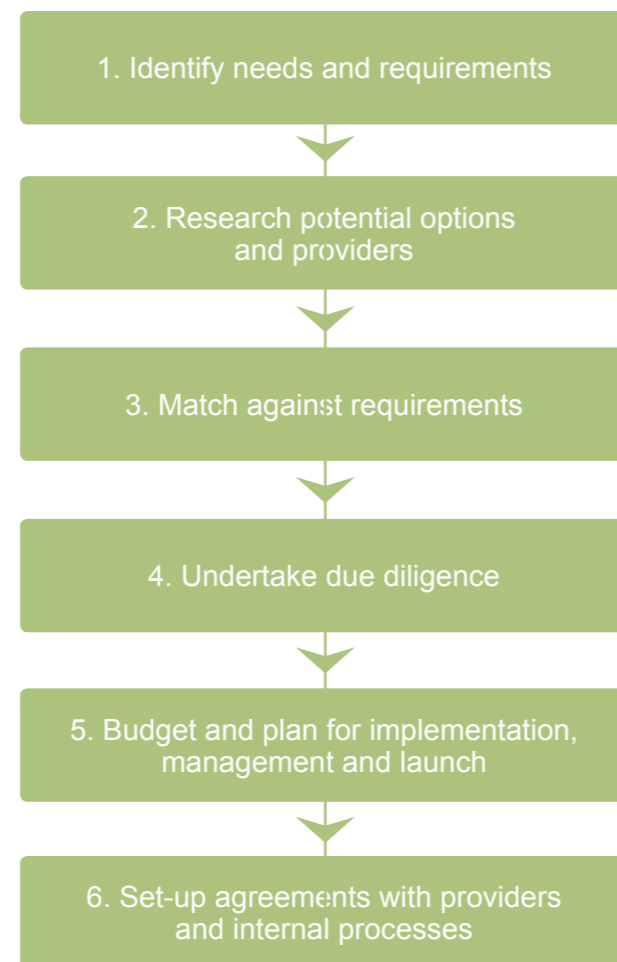 1. Identify needs and requirements
2. Research potential options
and providers
3. Match against requirements
4. Undertake due diligence
5. Budget and plan for implementation,
management and launch
6. Set-up agreements with providers
and internal processes